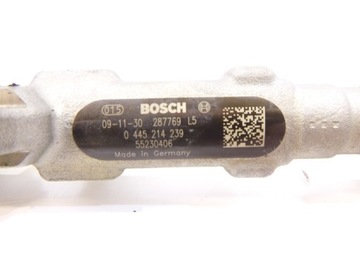 015 BOSCH
09-11-30 287769 L5
0 445 214 239
55230406
Made in Germany